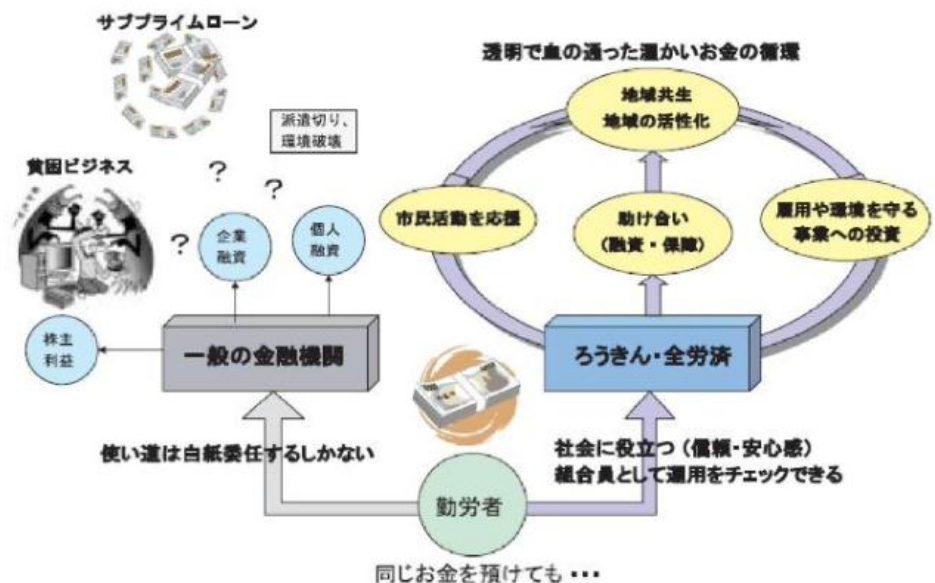 サブプライムローン
派遣切り、
環境破壊
貧困ビジネス
?
?
?
企業
融資
個人
融資
株主
利益
一般の金融機関
使い道は白紙委任するしかない
透明で血の通った温かいお金の循環
地域共生
地域の活性化
市民活動を応援
助け合い
(融資・保障)
雇用や環境を守る
事業への投資
ろうきん・全労済
社会に役立つ(信頼・安心感)
組合員として運用をチェックできる
勤労者
同じお金を預けても・・・